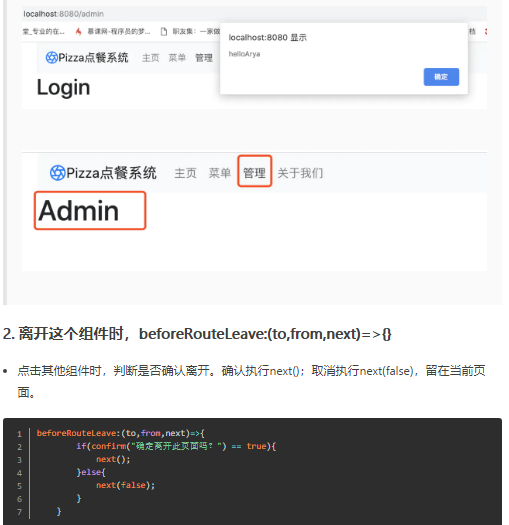 localhost:8080/admin
堂_专业的在...
慕课网-程序员的梦...
职友集：一家做
档
localhost:8080 显示
helloArya
确定
Pizza点餐系统 主页 菜单 管理
Login
Pizza点餐系统 主页 菜单 管理 关于我们
Admin
2. 离开这个组件时，beforeRouteLeave:(to,from,next)=>{}
• 点击其他组件时，判断是否确认离开。确认执行next()；取消执行next(false)，留在当前页
面。
1 beforeRouteLeave:(to,from,next)=>{
2 if(confirm("确定离开此页面吗？") == true){
3 next();
4 }else{
5 next(false);
6 }
7 }